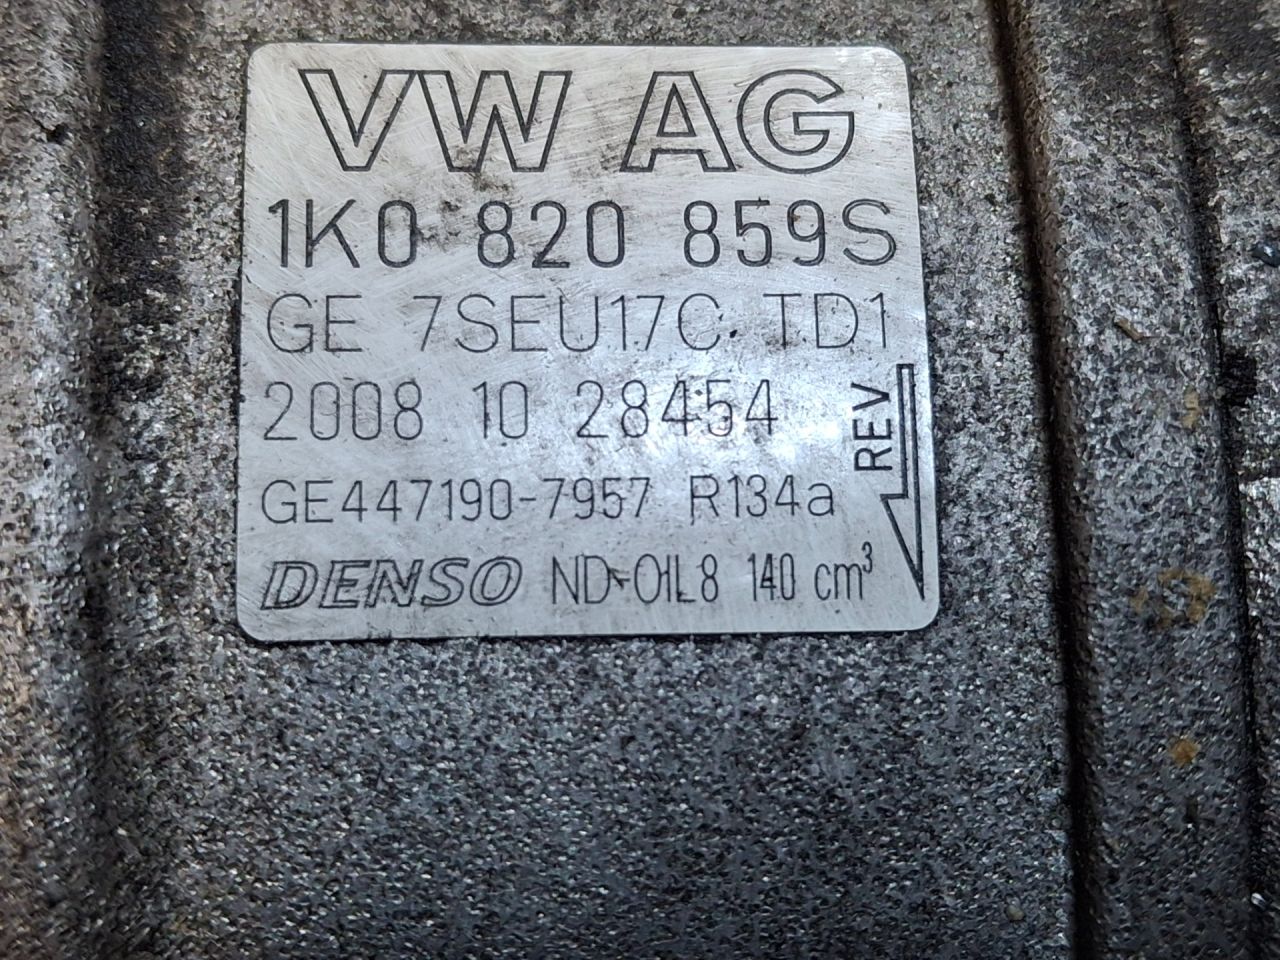 VW AG
1K0 820 859S
GE 7SEU17C TD1
2008 10 28454
REV
GE447190-7957 R134a
DENSO ND-OIL8 140 cm³